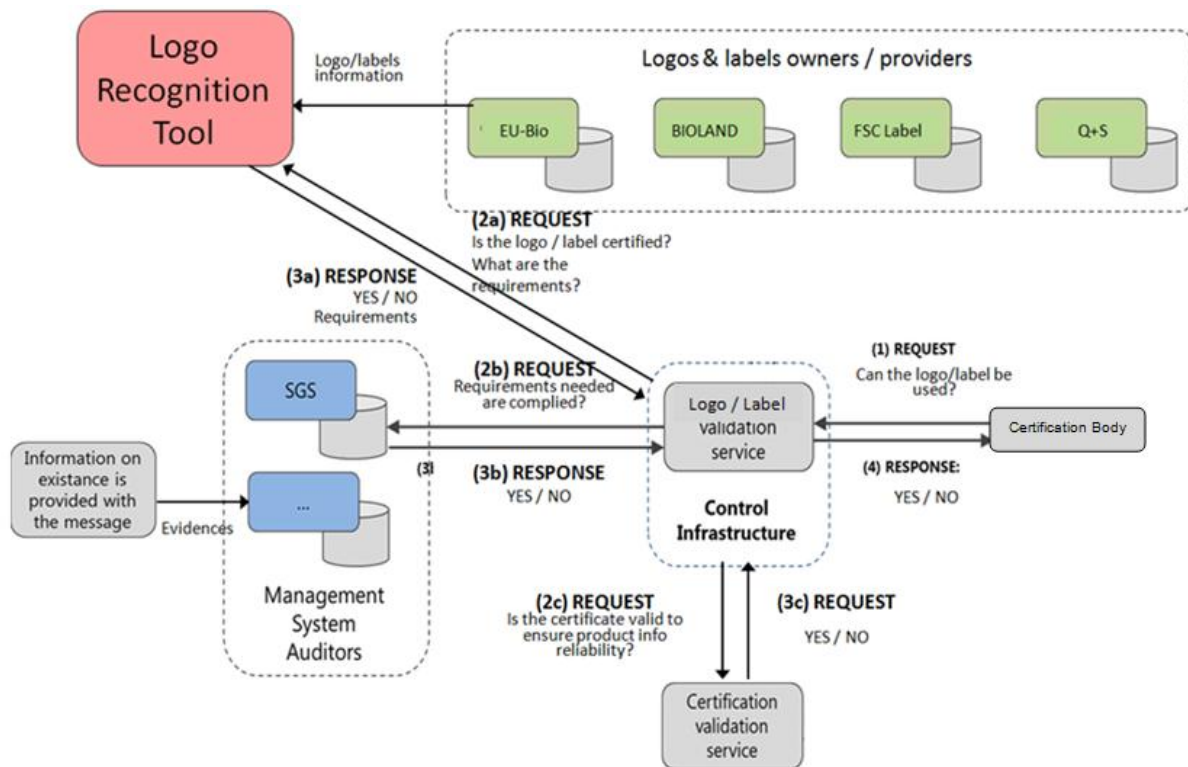 Logo
Recognition
Tool
Logo/labels
information
Logos & labels owners / providers
EU-Bio
BIOLAND
FSC Label
Q+S
(2a) REQUEST
Is the logo / label certified?
What are the
requirements?
(3a) RESPONSE
YES / NO
Requirements
(1) REQUEST
Can the logo/label be
used?
(2b) REQUEST
Requirements needed
are complied?
SGS
Logo / Label
validation
service
Certification Body
Information on
existance is
provided with
the message
Evidences
...
(3)
(3b) RESPONSE
YES / NO
(4) RESPONSE:
YES / NO
Control
Infrastructure
Management
System
Auditors
(2c) REQUEST
Is the certificate valid to
ensure product info
reliability?
(3c) REQUEST
YES / NO
Certification
validation
service